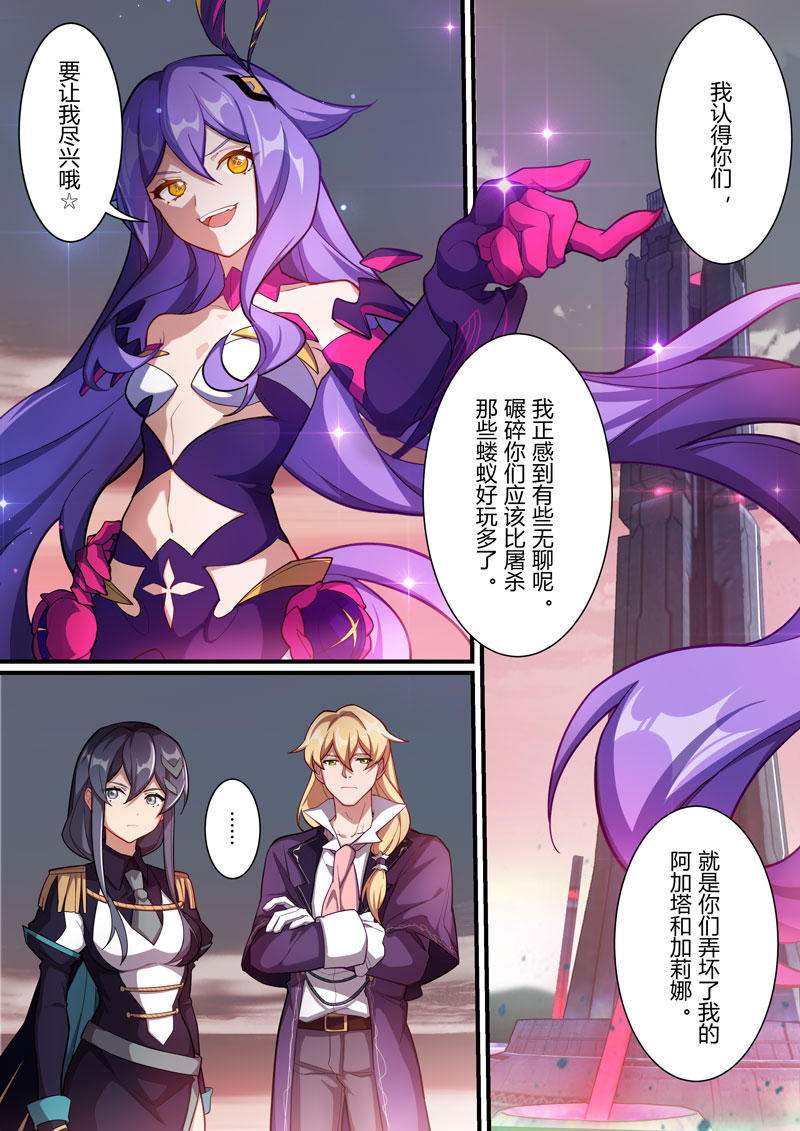 我认得你们，
就是你们弄坏了我的
阿加塔和加莉娜。
我正感到有些无聊呢。
碾碎你们应该比屠杀
那些蝼蚁好玩多了。
要让我尽兴哦☆
……